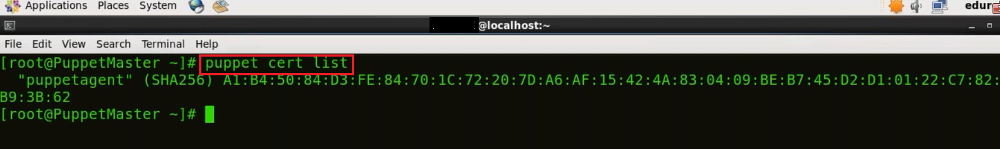 Applications Places System edur
@localhost:~
File Edit View Search Terminal Help
[root@PuppetMaster ~]# puppet cert list
"puppetagent" (SHA256) A1:B4:50:84:D3:FE:84:70:1C:72:20:7D:A6:AF:15:42:4A:83:04:09:BE:B7:45:D2:D1:01:22:C7:82:
B9:3B:62
[root@PuppetMaster ~]#